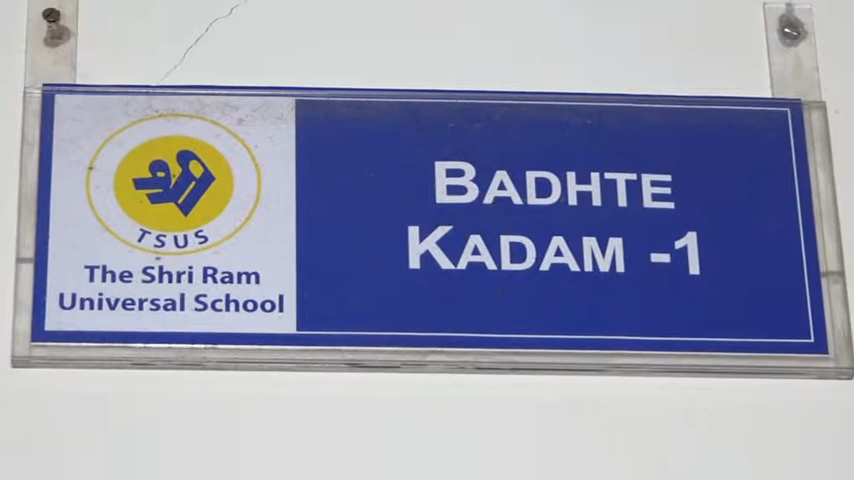 TSUS
The Shri Ram
Universal School
BADHTE
KADAM -1